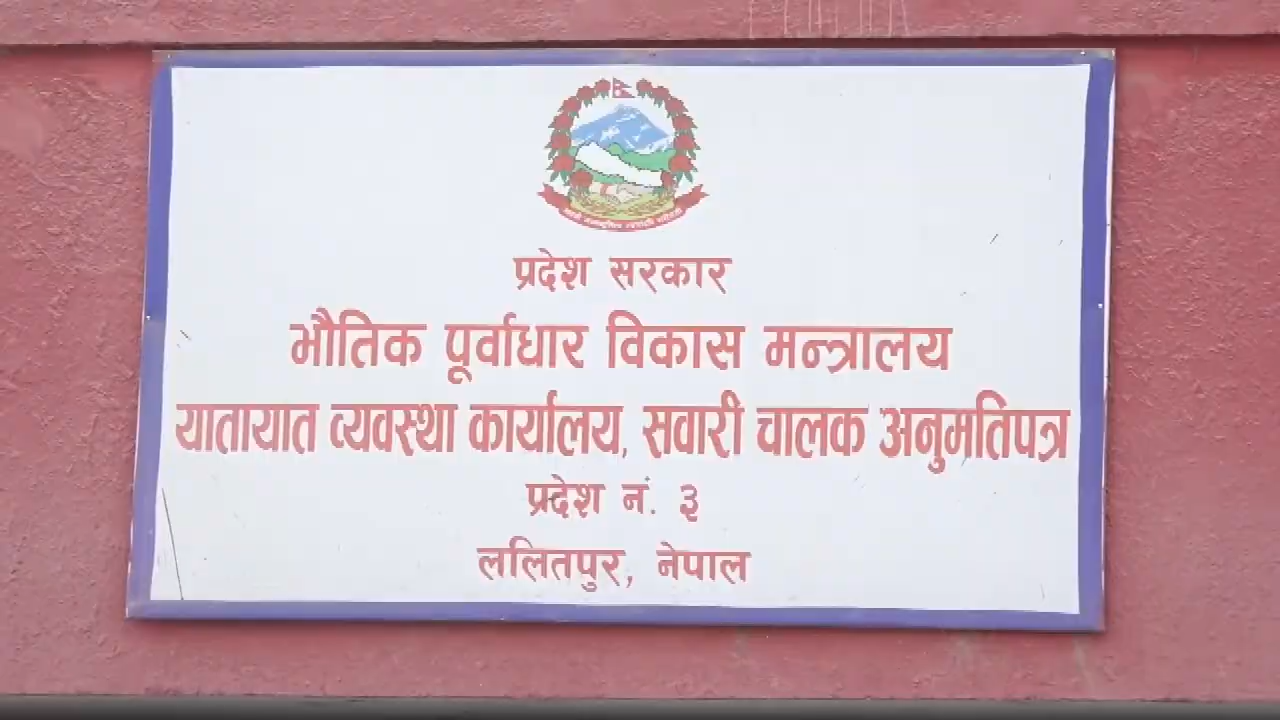 प्रदेश सरकार
भौतिक पूर्वाधार विकास मन्त्रालय
यातायात व्यवस्था कार्यालय, सवारी चालक अनुमतिपत्र
प्रदेश नं. ३
ललितपुर, नेपाल